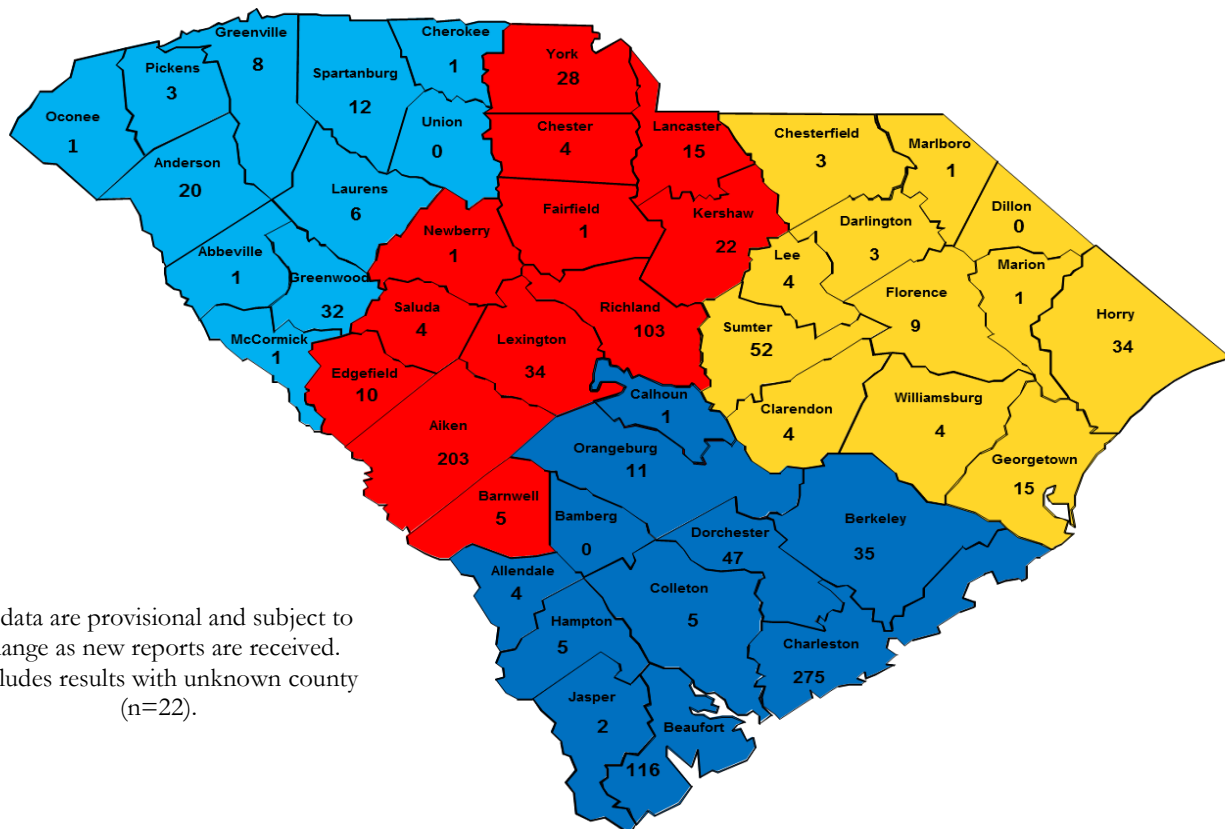 Greenville
8
Cherokee
1
York
28
Pickens
3
Spartanburg
12
Oconee
1
Union
0
Chester
4
Lancaster
15
Chesterfield
3
Marlboro
1
Anderson
20
Laurens
6
Fairfield
1
Kershaw
22
Darlington
3
Dillon
0
Abbeville
1
Newberry
1
Lee
4
Marion
1
Greenwood
32
Saluda
4
Richland
103
Florence
9
Horry
34
McCormick
1
Lexington
34
Sumter
52
Edgefield
10
Calhoun
1
Clarendon
4
Williamsburg
4
Aiken
203
Orangeburg
11
Georgetown
15
Barnwell
5
Bamberg
0
Dorchester
47
Berkeley
35
Allendale
4
Colleton
5
Hampton
5
Charleston
275
Jasper
2
Beaufort
116
data are provisional and subject to
ange as new reports are received.
ludes results with unknown county
(n=22).